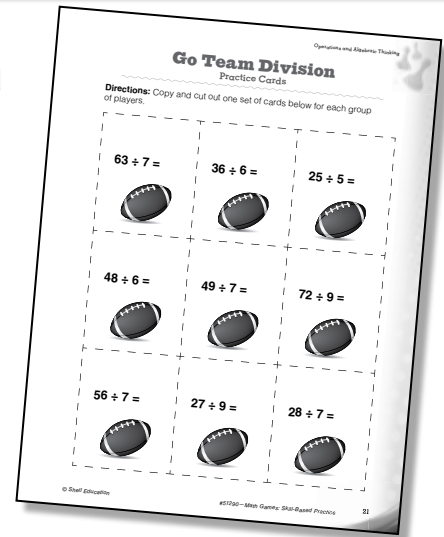 Operations and Algebraic Thinking
Go Team Division
Practice Cards
Directions: Copy and cut out one set of cards below for each group
of players.
63 ÷ 7 =
36 ÷ 6 =
25 ÷ 5 =
48 ÷ 6 =
49 ÷ 7 =
72 ÷ 9 =
56 ÷ 7 =
27 ÷ 9 =
28 ÷ 7 =
© Shell Education
#51290—Math Games: Skill-Based Practice
21